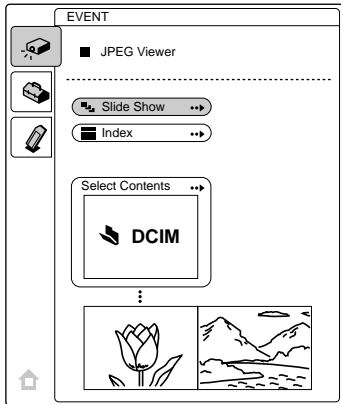 EVENT
JPEG Viewer
Slide Show
Index
Select Contents
DCIM